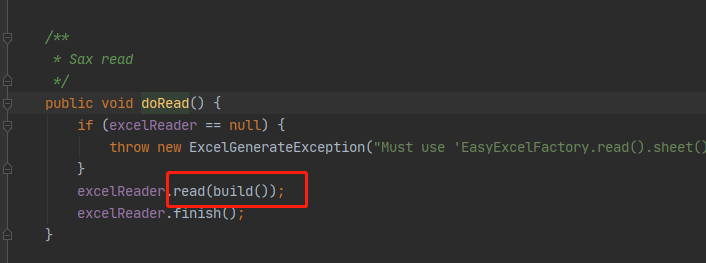 /**
 * Sax read
 */
public void doRead() {
    if (excelReader == null) {
        throw new ExcelGenerateException("Must use 'EasyExcelFactory.read().sheet()
    }
    excelReader.read(build());
    excelReader.finish();
}